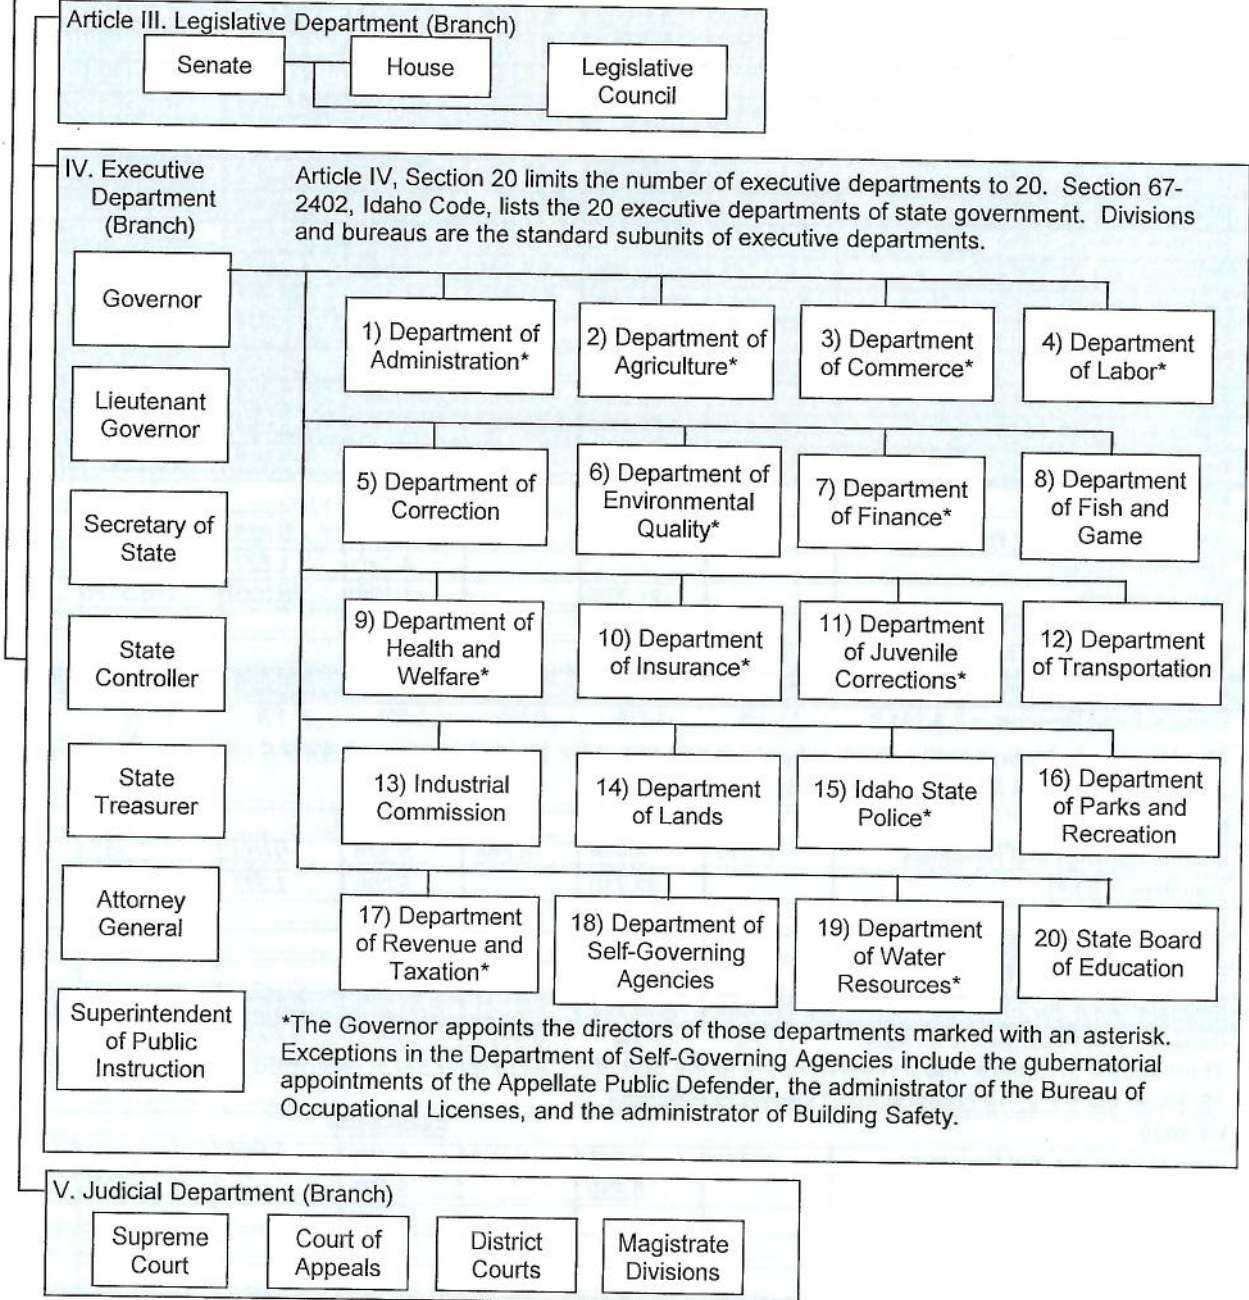 Article III. Legislative Department (Branch)
Senate
House
Legislative
Council
IV. Executive
Department
(Branch)
Article IV, Section 20 limits the number of executive departments to 20.  Section 67-
2402, Idaho Code, lists the 20 executive departments of state government.  Divisions
and bureaus are the standard subunits of executive departments.
Governor
Lieutenant
Governor
Secretary of
State
State
Controller
State
Treasurer
Attorney
General
Superintendent
of Public
Instruction
1) Department of
Administration*
2) Department of
Agriculture*
3) Department
of Commerce*
4) Department
of Labor*
5) Department of
Correction
6) Department of
Environmental
Quality*
7) Department
of Finance*
8) Department
of Fish and
Game
9) Department of
Health and
Welfare*
10) Department
of Insurance*
11) Department
of Juvenile
Corrections*
12) Department
of Transportation
13) Industrial
Commission
14) Department
of Lands
15) Idaho State
Police*
16) Department
of Parks and
Recreation
17) Department
of Revenue and
Taxation*
18) Department of
Self-Governing
Agencies
19) Department
of Water
Resources*
20) State Board
of Education
*The Governor appoints the directors of those departments marked with an asterisk.
Exceptions in the Department of Self-Governing Agencies include the gubernatorial
appointments of the Appellate Public Defender, the administrator of the Bureau of
Occupational Licenses, and the administrator of Building Safety.
V. Judicial Department (Branch)
Supreme
Court
Court of
Appeals
District
Courts
Magistrate
Divisions